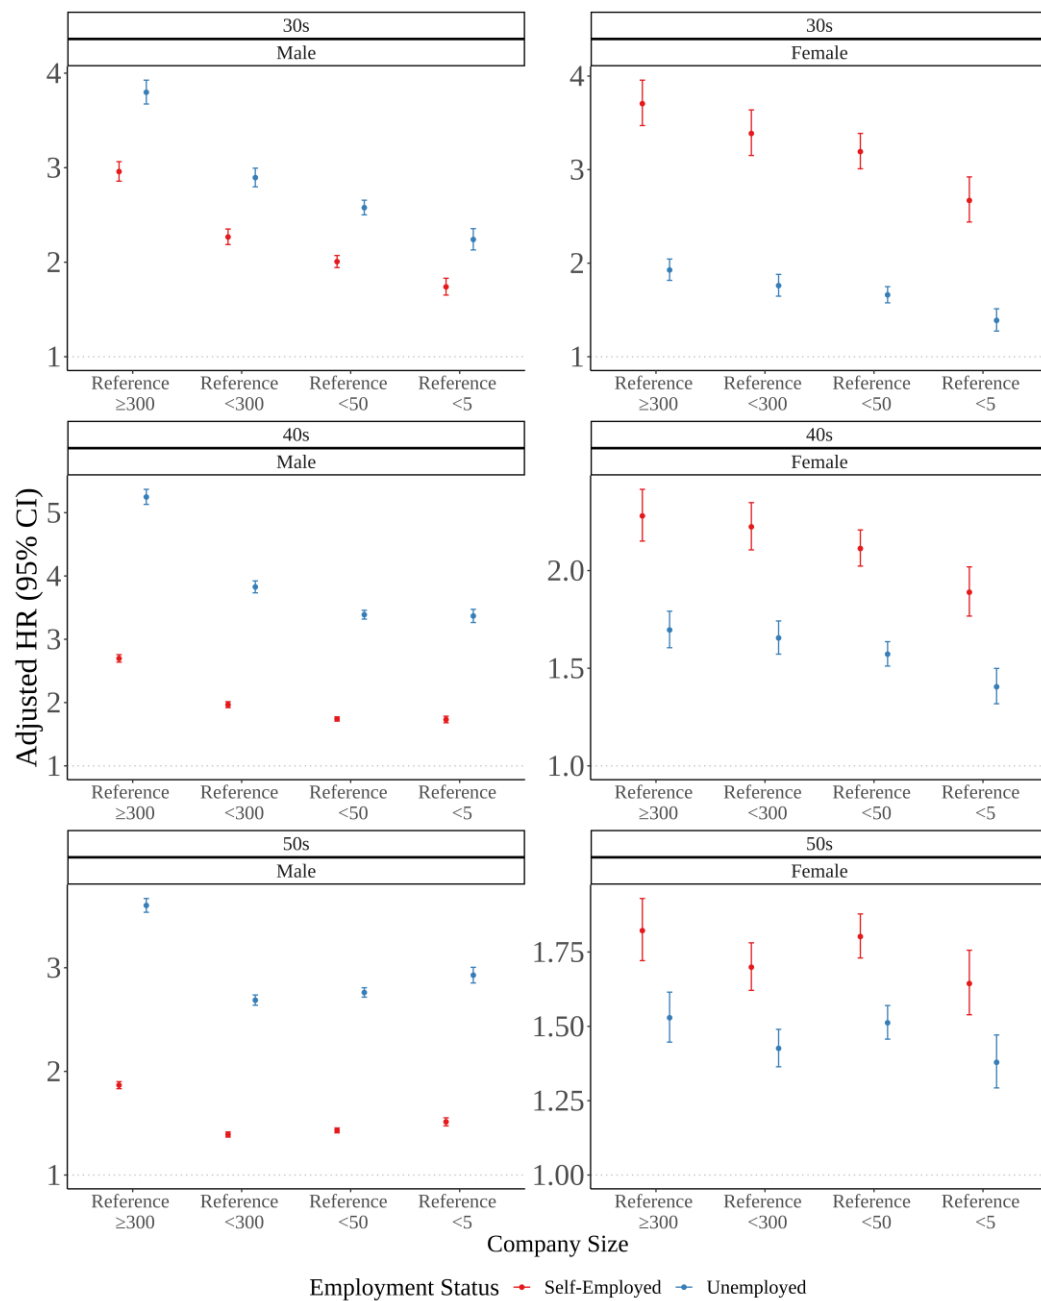 30s
30s
Male
Female
4
3
2
1
4
3
2
1
Reference ≥300
Reference <300
Reference <50
Reference <5
Reference ≥300
Reference <300
Reference <50
Reference <5
40s
40s
Male
Female
Adjusted HR (95% CI)
5
4
3
2
1
2.0
1.5
1.0
Reference ≥300
Reference <300
Reference <50
Reference <5
Reference ≥300
Reference <300
Reference <50
Reference <5
50s
50s
Male
Female
3
2
1
1.75
1.50
1.25
1.00
Reference ≥300
Reference <300
Reference <50
Reference <5
Reference ≥300
Reference <300
Reference <50
Reference <5
Company Size
Employment Status Self-Employed Unemployed